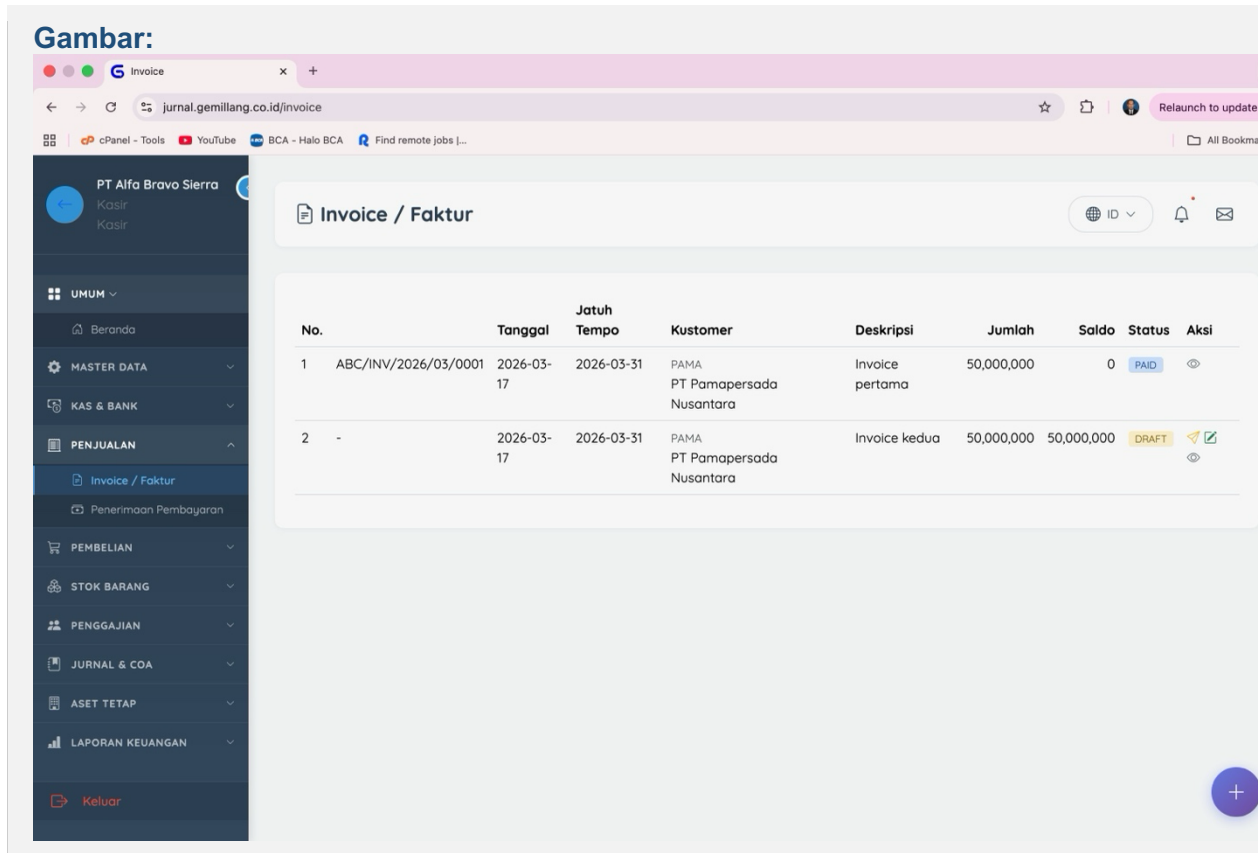 Gambar:
Invoice
jurnal.gemillang.co.id/invoice
Relaunch to update
cPanel - Tools YouTube BCA - Halo BCA Find remote jobs |...
All Bookma
PT Alfa Bravo Sierra
Kasir
Kasir
Invoice / Faktur
ID
UMUM
Beranda
MASTER DATA
KAS & BANK
PENJUALAN
Invoice / Faktur
Penerimaan Pembayaran
PEMBELIAN
STOK BARANG
PENGGAJIAN
JURNAL & COA
ASET TETAP
LAPORAN KEUANGAN
Keluar
Jatuh
No. Tanggal Tempo Kustomer Deskripsi Jumlah Saldo Status Aksi
1 ABC/INV/2026/03/0001 2026-03- 2026-03-31 PAMA Invoice 50,000,000 0 PAID
17 PT Pamapersada pertama
Nusantara
2 - 2026-03- 2026-03-31 PAMA Invoice kedua 50,000,000 50,000,000 DRAFT
17 PT Pamapersada
Nusantara